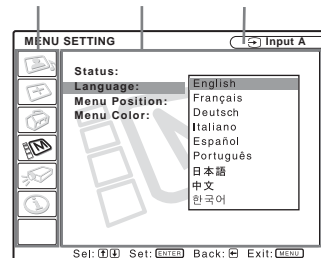 MENU SETTING Input A
Status:
Language:
Menu Position:
Menu Color:
English
Français
Deutsch
Italiano
Español
Português
日本語
中文
한국어
Sel: Set: ENTER Back: Exit: MENU